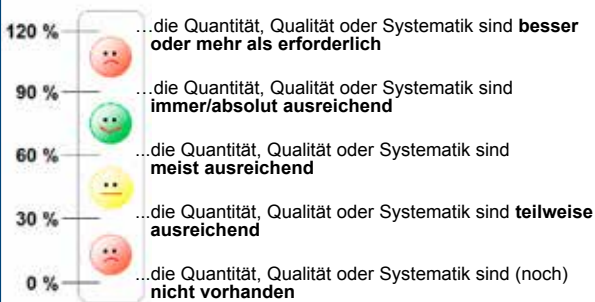 120 % ...die Quantität, Qualität oder Systematik sind besser
oder mehr als erforderlich
90 % ...die Quantität, Qualität oder Systematik sind
immer/absolut ausreichend
60 % ...die Quantität, Qualität oder Systematik sind
meist ausreichend
30 % ...die Quantität, Qualität oder Systematik sind teilweise
ausreichend
0 % ...die Quantität, Qualität oder Systematik sind (noch)
nicht vorhanden